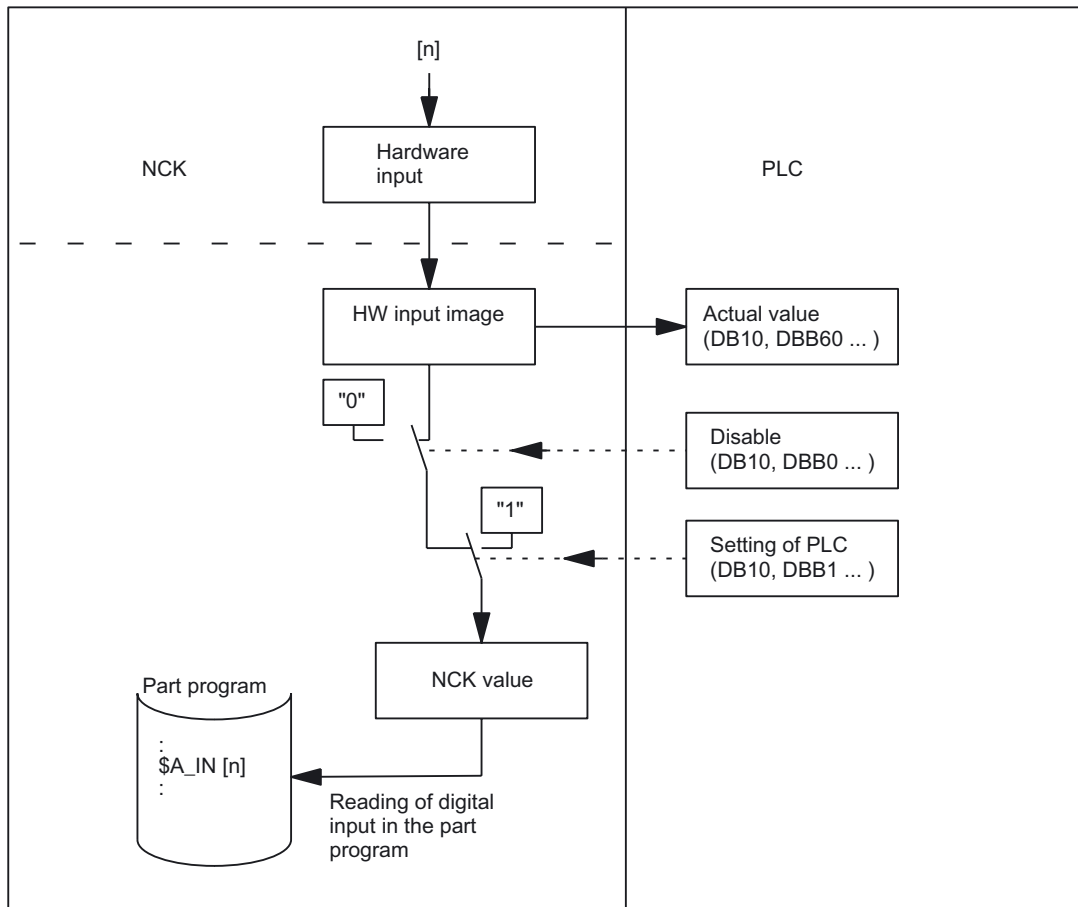 [n]
Hardware
input
NCK
PLC
HW input image
Actual value
(DB10, DBB60 ... )
"0"
Disable
(DB10, DBB0 ... )
"1"
Setting of PLC
(DB10, DBB1 ... )
NCK value
Part program
:
$A_IN [n]
:
Reading of digital
input in the part
program